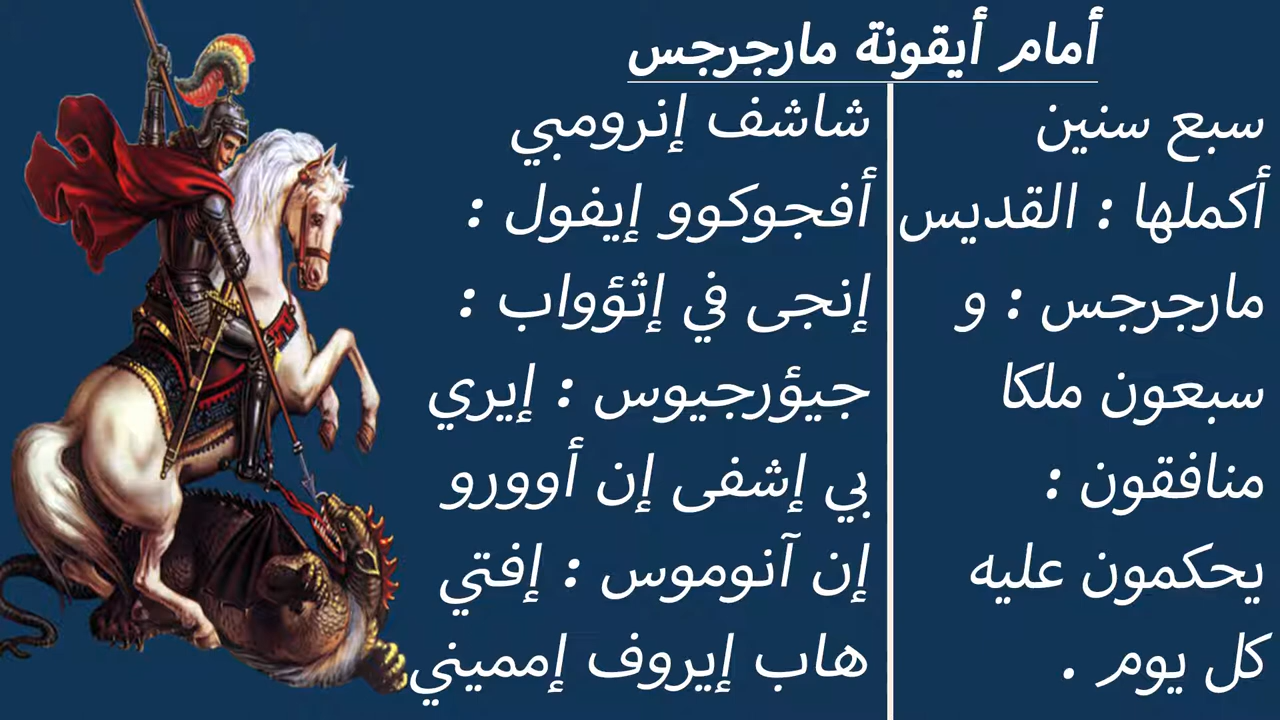 أمام أيقونة مارجرجس
سبع سنين
أكملها : القديس
مارجرجس : و
سبعون ملكا
منافقون :
يحكمون عليه
كل يوم .
شاشف إنرومبي
أفجوكوو إيفول :
إنجى في إثؤواب :
جيؤرجيوس : إيري
بي إشفى إن أوورو
إن آنوموس : إفتي
هاب إيروف إمميني